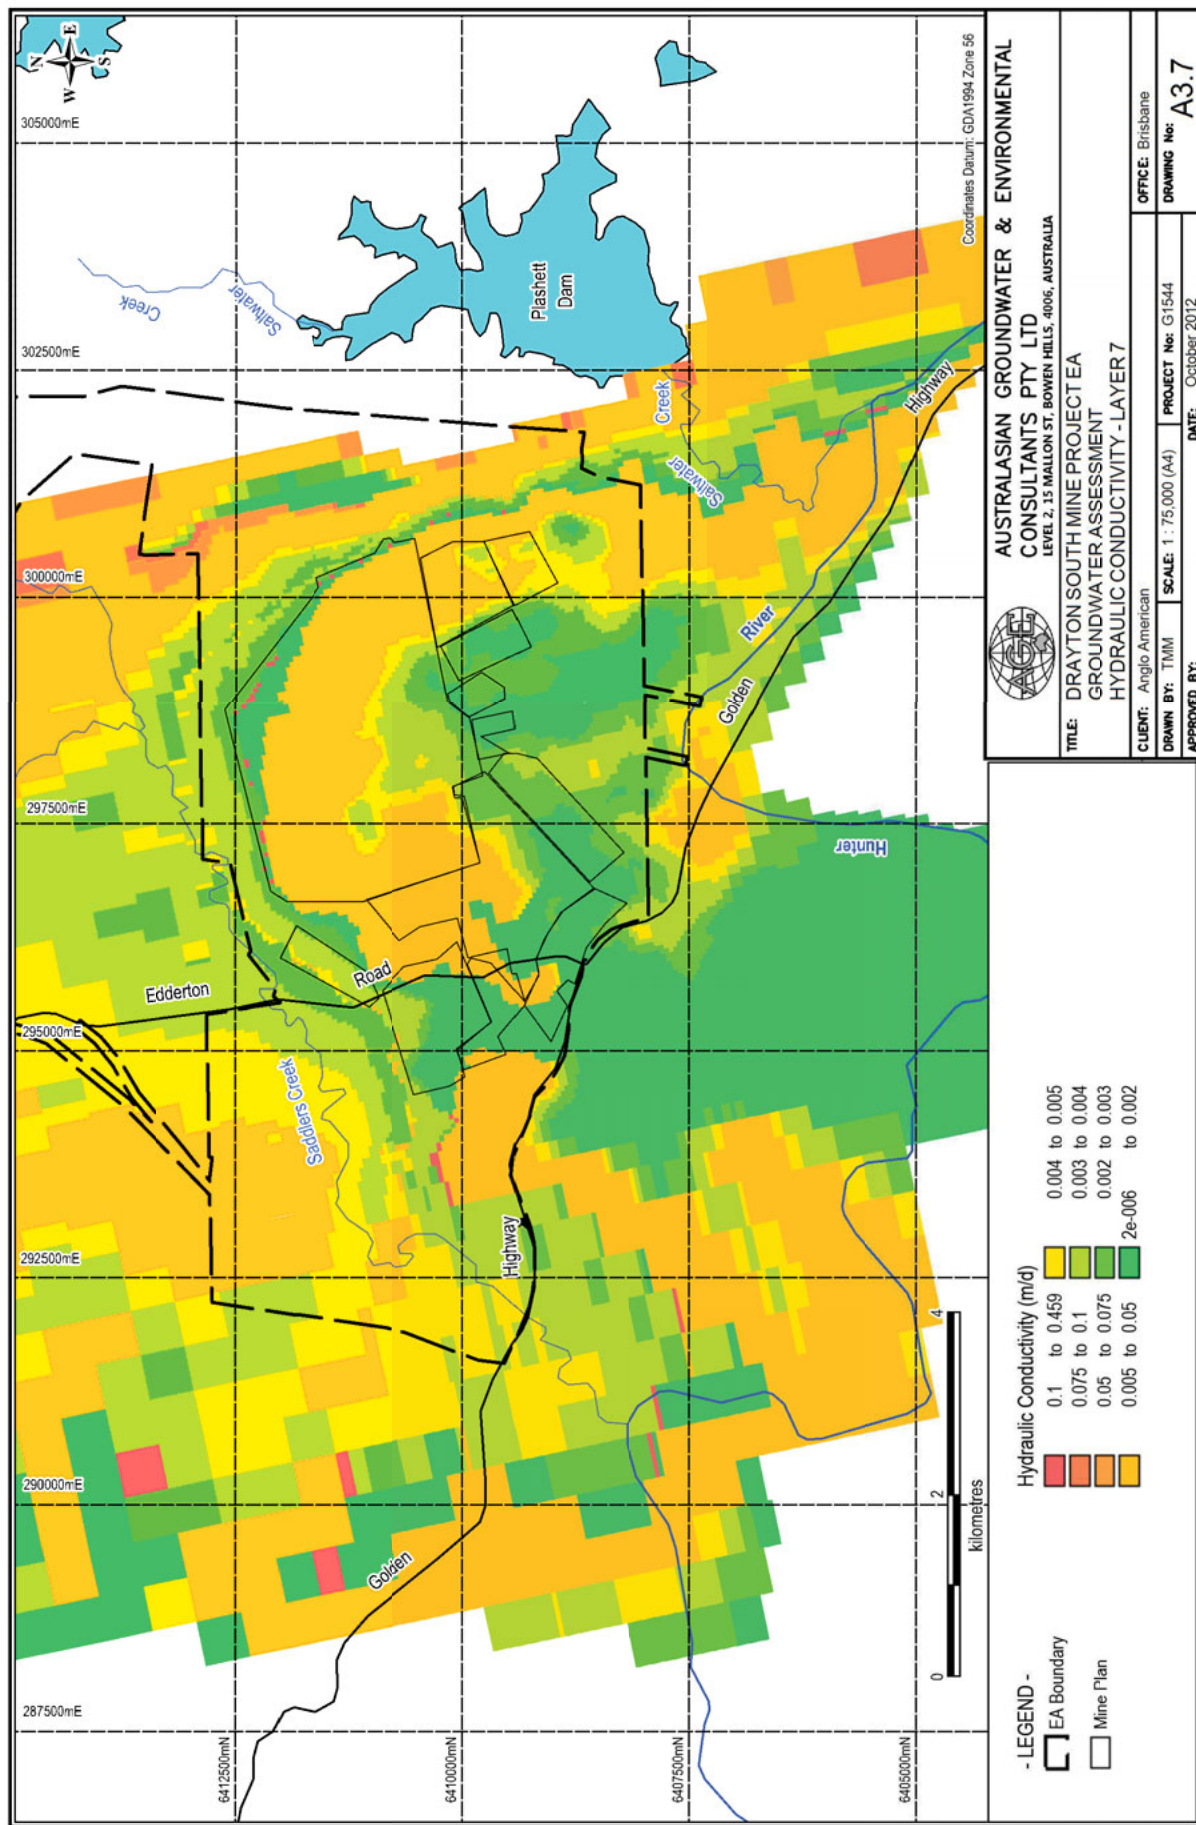 N
E
S
W
305000mE
302500mE
300000mE
297500mE
295000mE
292500mE
290000mE
287500mE
6412500mN
6410000mN
6407500mN
6405000mN
Creek
Saltwater
Plashett
Dam
Creek
Saltwater
Highway
River
Golden
Hunter
Edderton
Road
Saddlers Creek
Highway
Golden
Coordinates Datum: GDA1994 Zone 56
0
2
4
kilometres
- LEGEND -
EA Boundary
Mine Plan
Hydraulic Conductivity (m/d)
0.1 to 0.459
0.075 to 0.1
0.05 to 0.075
0.005 to 0.05
0.004 to 0.005
0.003 to 0.004
0.002 to 0.003
2e-006 to 0.002
AGE
AUSTRALASIAN GROUNDWATER & ENVIRONMENTAL
CONSULTANTS PTY LTD
LEVEL 2, 15 MALLON ST, BOWEN HILLS, 4006, AUSTRALIA
TITLE: DRAYTON SOUTH MINE PROJECT EA
GROUNDWATER ASSESSMENT
HYDRAULIC CONDUCTIVITY - LAYER 7
CLIENT: Anglo American
OFFICE: Brisbane
DRAWN BY: TMM
SCALE: 1 : 75,000 (A4)
PROJECT No: G1544
DRAWING No:
A3.7
APPROVED BY:
DATE: October 2012